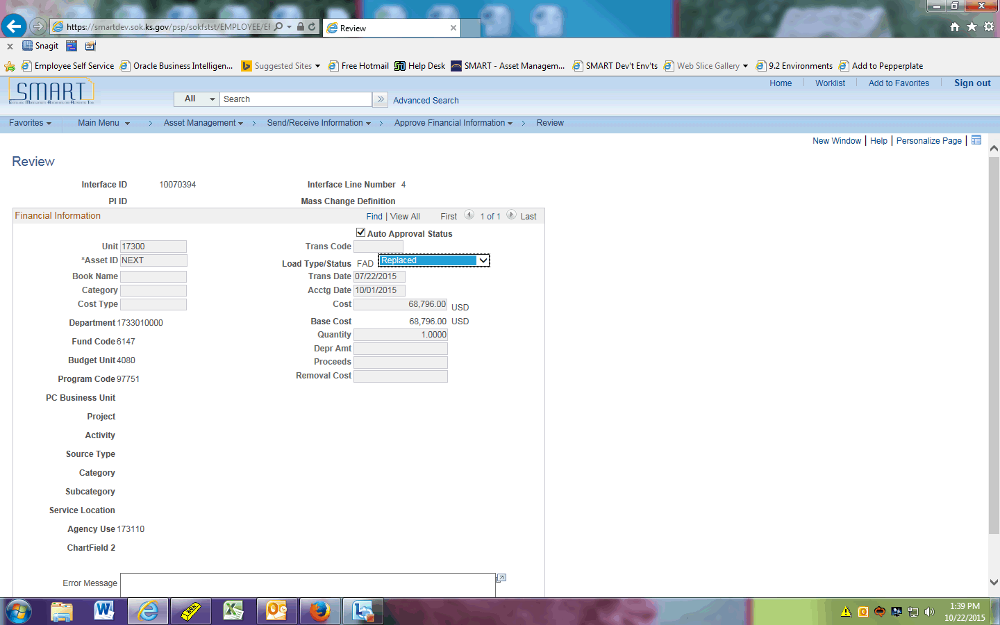 https://smartdev.sok.ks.gov/psp/sokfstst/EMPLOYEE/EI
Review
Snagit
Employee Self Service
Oracle Business Intelligen...
Suggested Sites
Free Hotmail
Help Desk
SMART - Asset Managem...
SMART Dev't Env'ts
Web Slice Gallery
9.2 Environments
Add to Pepperplate
SMART
Home
Worklist
Add to Favorites
Sign out
All
Search
Advanced Search
Favorites
Main Menu
Asset Management
Send/Receive Information
Approve Financial Information
Review
New Window | Help | Personalize Page |
Review
Interface ID 10070394
Interface Line Number 4
PI ID
Mass Change Definition
Financial Information
Find | View All First 1 of 1 Last
Auto Approval Status
Unit 17300
Trans Code
*Asset ID NEXT
Load Type/Status FAD Replaced
Book Name
Trans Date 07/22/2015
Category
Acctg Date 10/01/2015
Cost Type
Cost 68,796.00 USD
Department 1733010000
Base Cost 68,796.00 USD
Quantity 1.0000
Fund Code 6147
Depr Amt
Budget Unit 4080
Proceeds
Program Code 97751
Removal Cost
PC Business Unit
Project
Activity
Source Type
Category
Subcategory
Service Location
Agency Use 173110
ChartField 2
Error Message
1:39 PM
10/22/2015